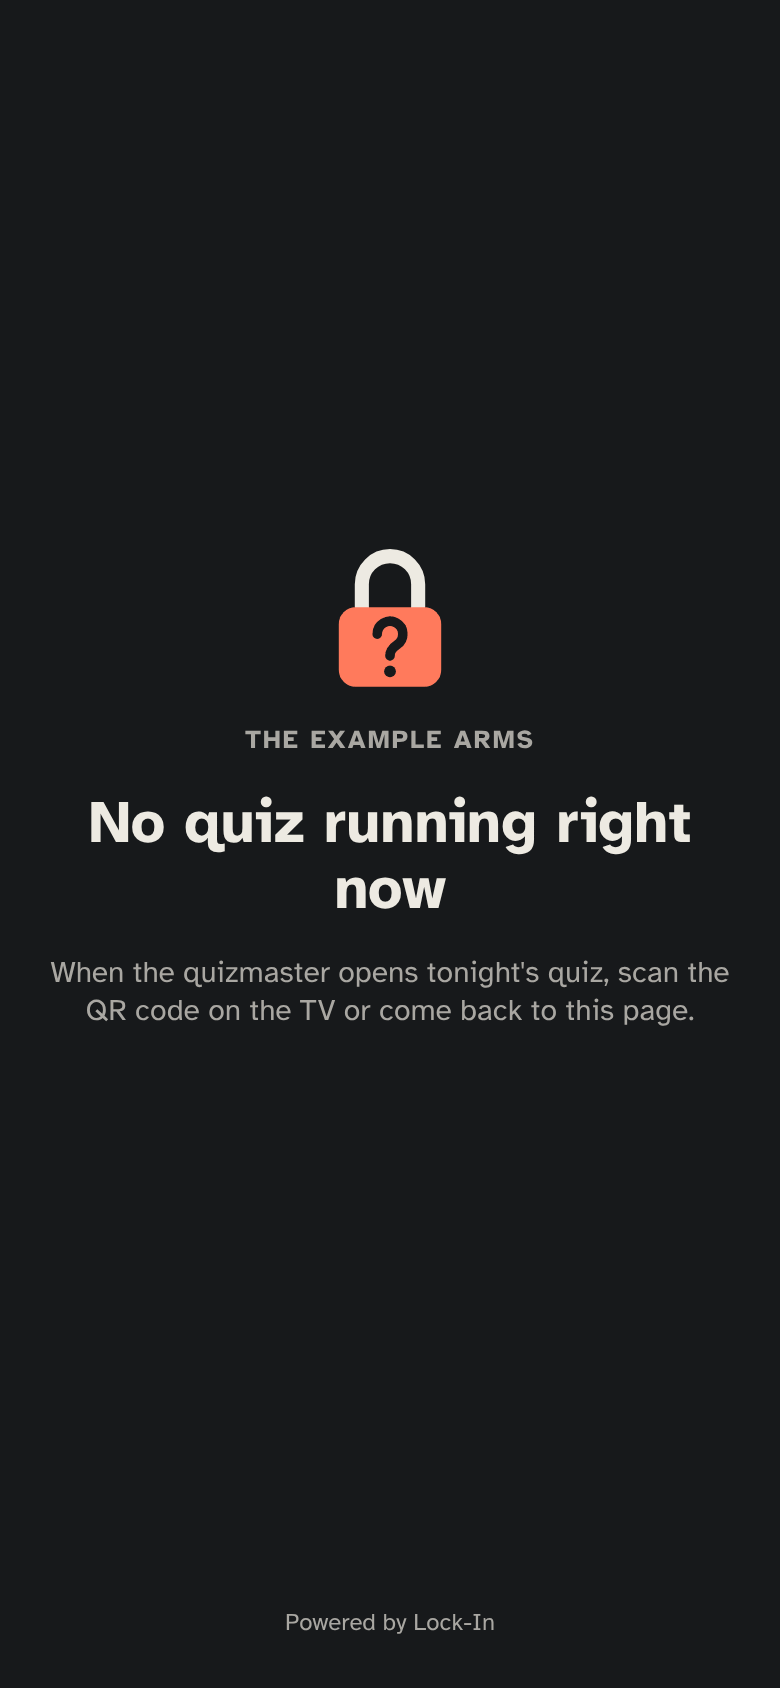 ?
THE EXAMPLE ARMS
No quiz running right
now
When the quizmaster opens tonight's quiz, scan the
QR code on the TV or come back to this page.
Powered by Lock-In